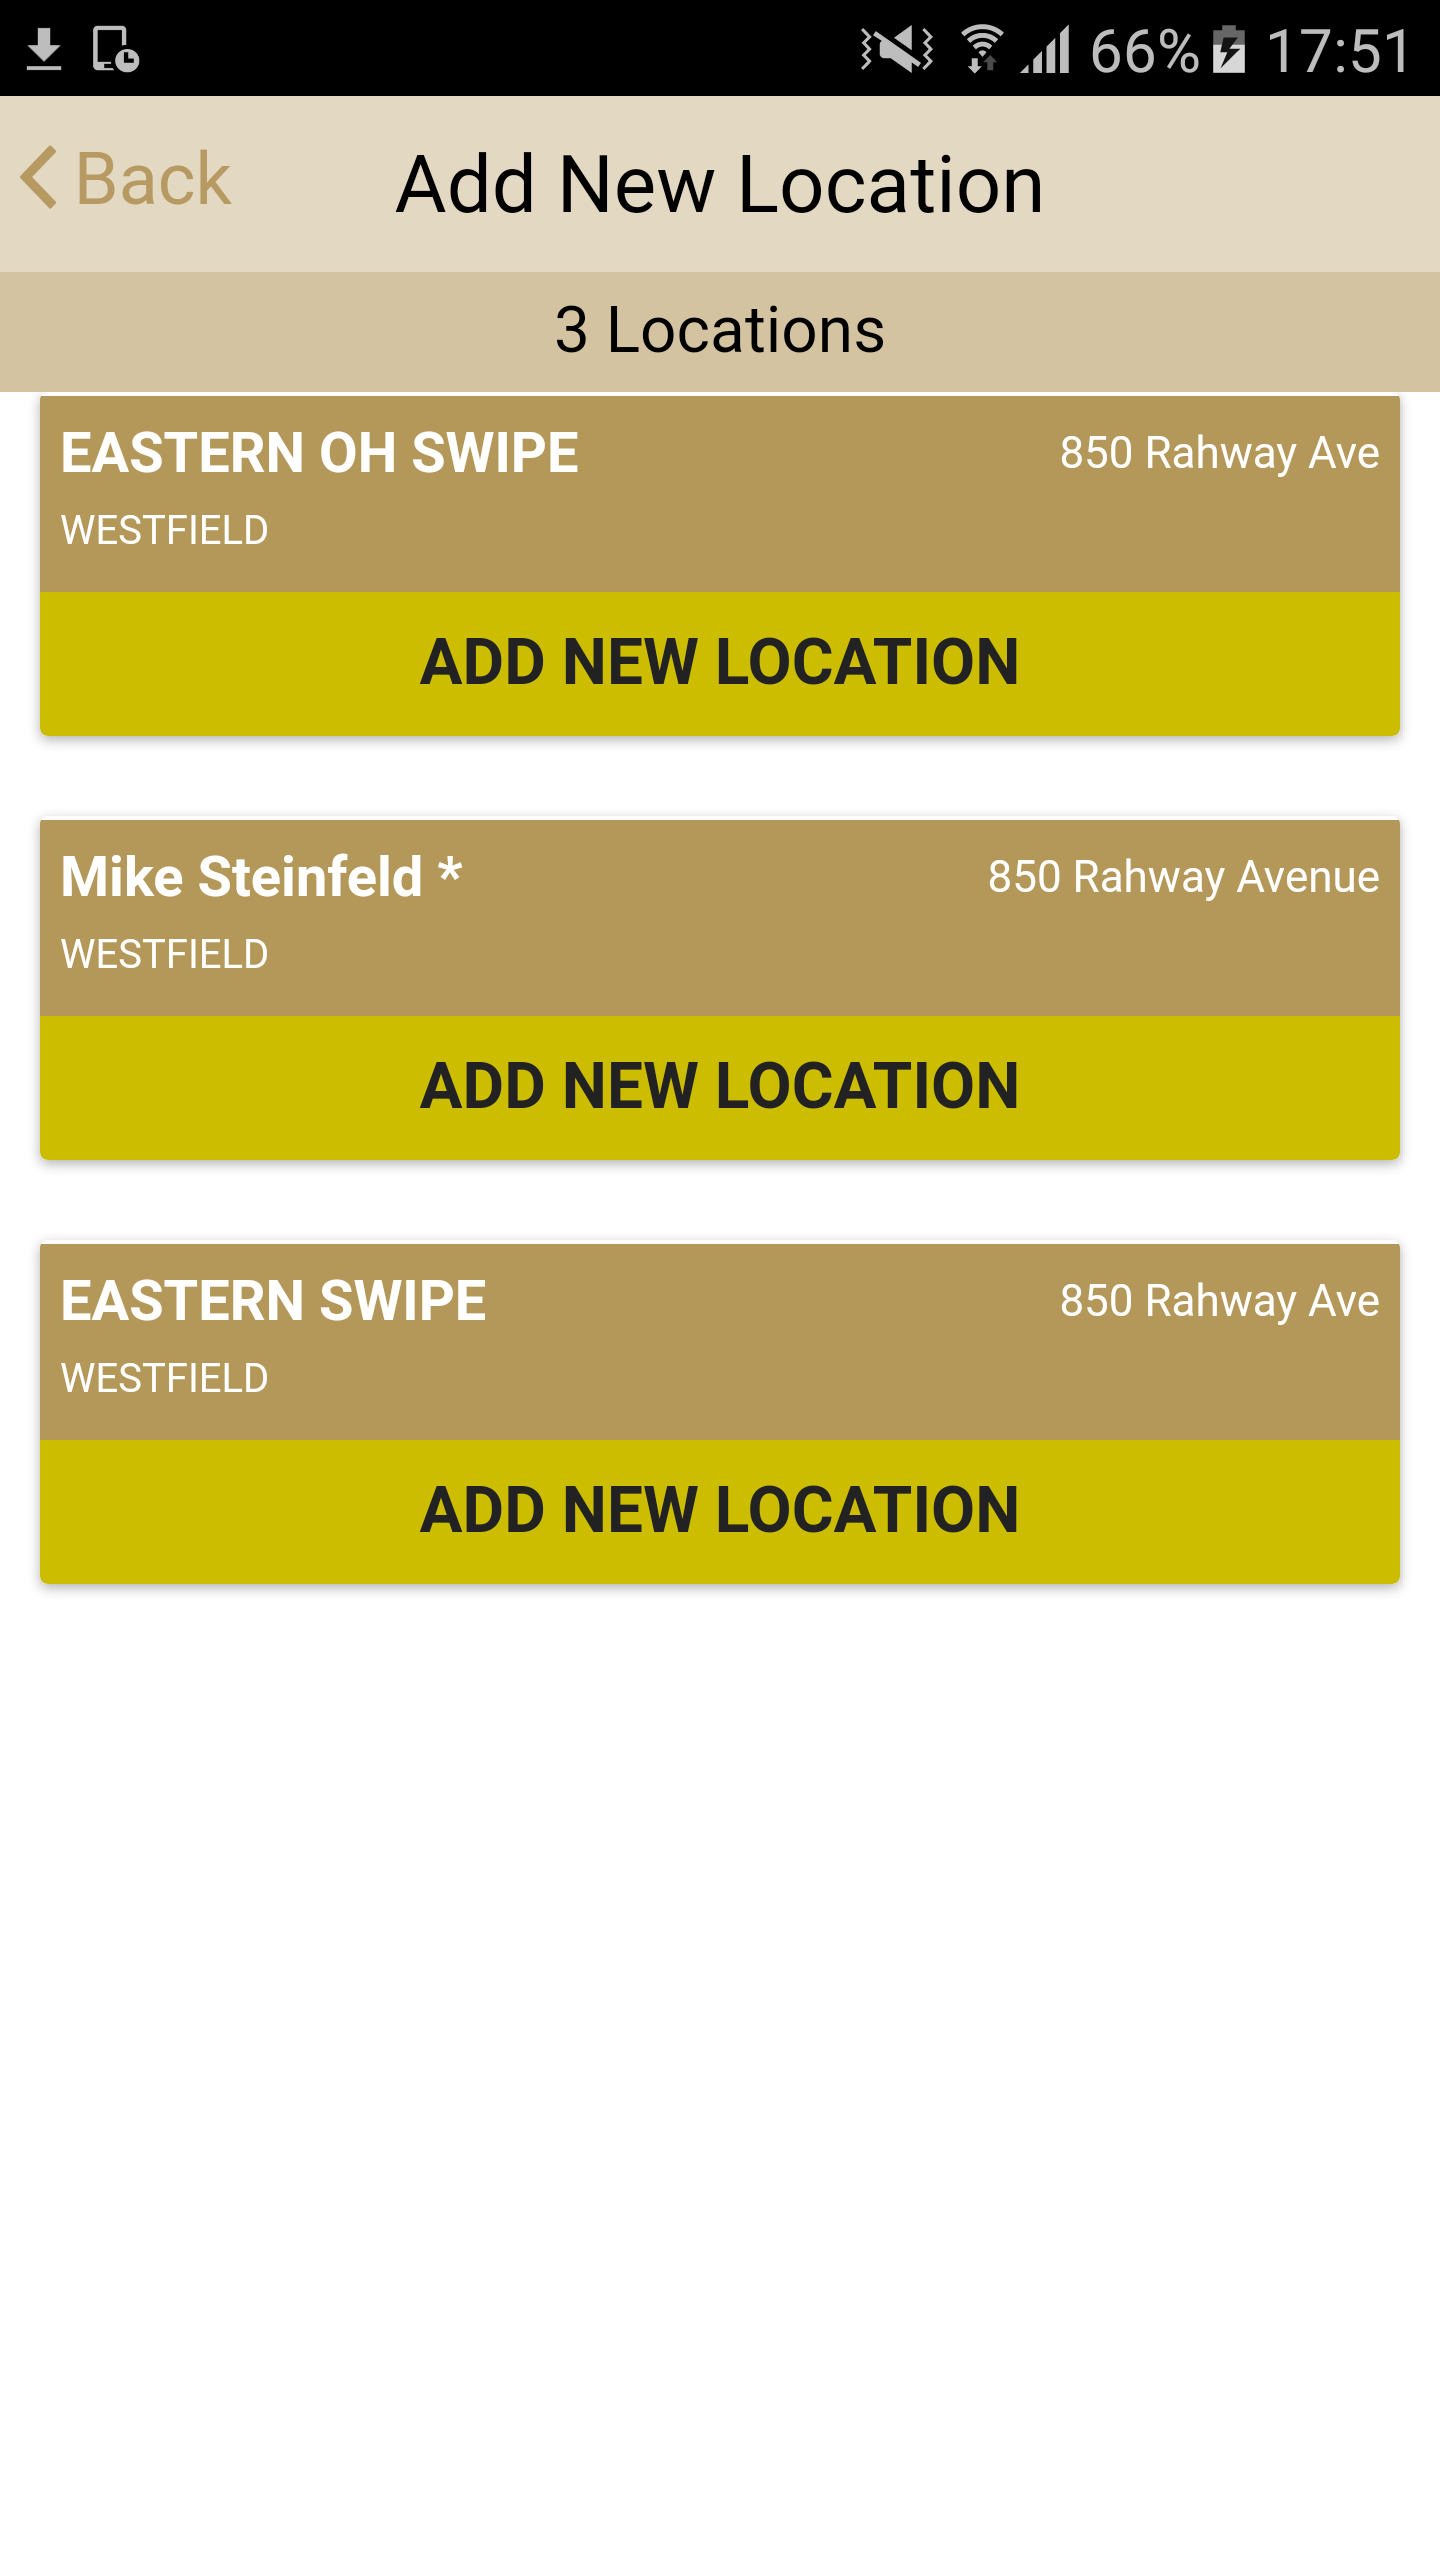 66% 17:51
Back Add New Location
3 Locations
EASTERN OH SWIPE 850 Rahway Ave
WESTFIELD
ADD NEW LOCATION
Mike Steinfeld * 850 Rahway Avenue
WESTFIELD
ADD NEW LOCATION
EASTERN SWIPE 850 Rahway Ave
WESTFIELD
ADD NEW LOCATION